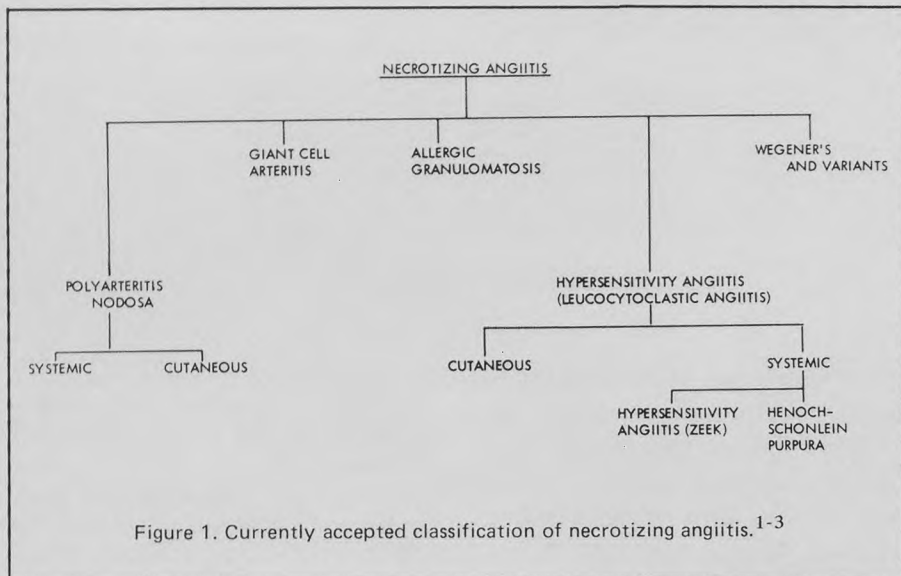 NECROTIZING ANGIITIS
GIANT CELL
ARTERITIS
ALLERGIC
GRANULOMATOSIS
WEGENER'S
AND VARIANTS
POLYARTERITIS
NODOSA
HYPERSENSITIVITY ANGIITIS
(LEUCOCYTOCLASTIC ANGIITIS)
SYSTEMIC
CUTANEOUS
CUTANEOUS
SYSTEMIC
HYPERSENSITIVITY
ANGIITIS (ZEEK)
HENOCH-
SCHONLEIN
PURPURA
Figure 1. Currently accepted classification of necrotizing angiitis.1-3